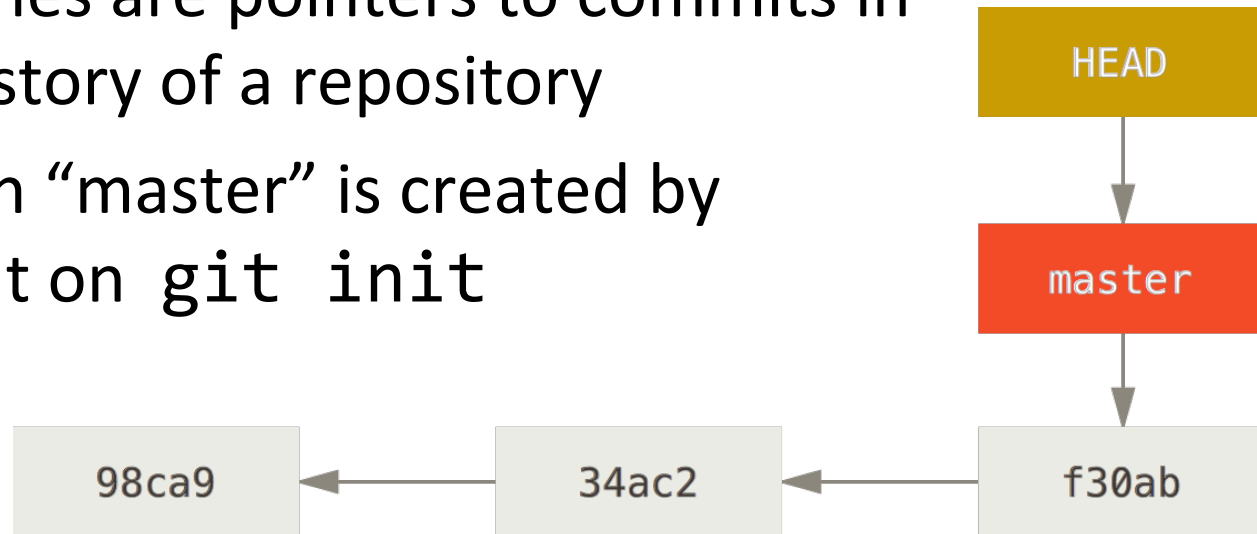 nes are pointers to commits in
story of a repository
n “master” is created by
t on git init
HEAD
master
98ca9
34ac2
f30ab